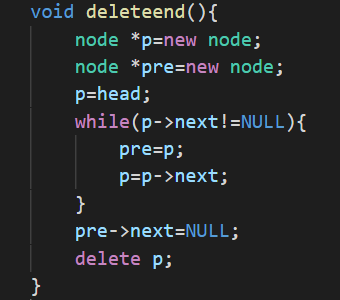 void deleteend(){
    node *p=new node;
    node *pre=new node;
    p=head;
    while(p->next!=NULL){
        pre=p;
        p=p->next;
    }
    pre->next=NULL;
    delete p;
}